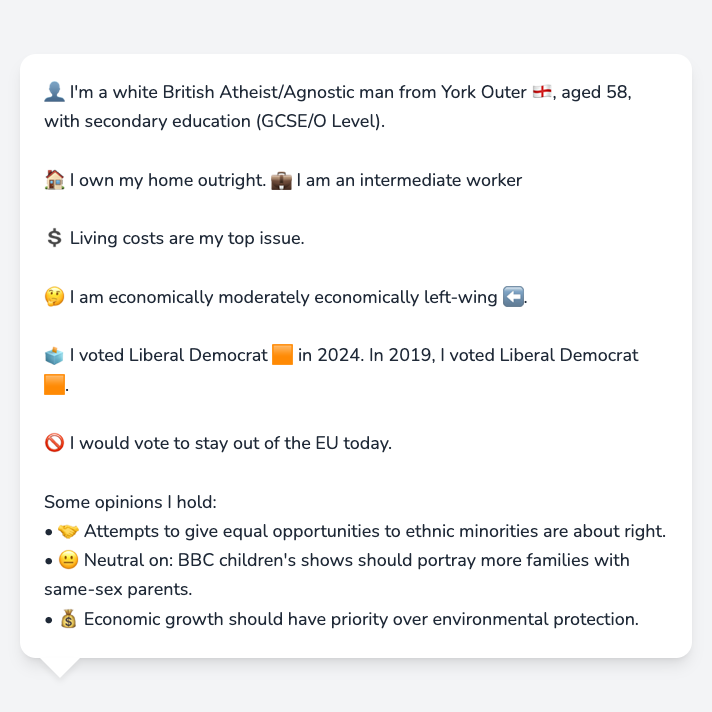 👤 I'm a white British Atheist/Agnostic man from York Outer 🏴󠁧󠁢󠁥󠁮󠁧󠁿, aged 58,
with secondary education (GCSE/O Level).
🏠 I own my home outright. 💼 I am an intermediate worker
💲 Living costs are my top issue.
🤔 I am economically moderately economically left-wing ⬅️.
🗳️ I voted Liberal Democrat 🟧 in 2024. In 2019, I voted Liberal Democrat
🟧.
🚫 I would vote to stay out of the EU today.
Some opinions I hold:
• 🤝 Attempts to give equal opportunities to ethnic minorities are about right.
• 😐 Neutral on: BBC children's shows should portray more families with
same-sex parents.
• 💰 Economic growth should have priority over environmental protection.